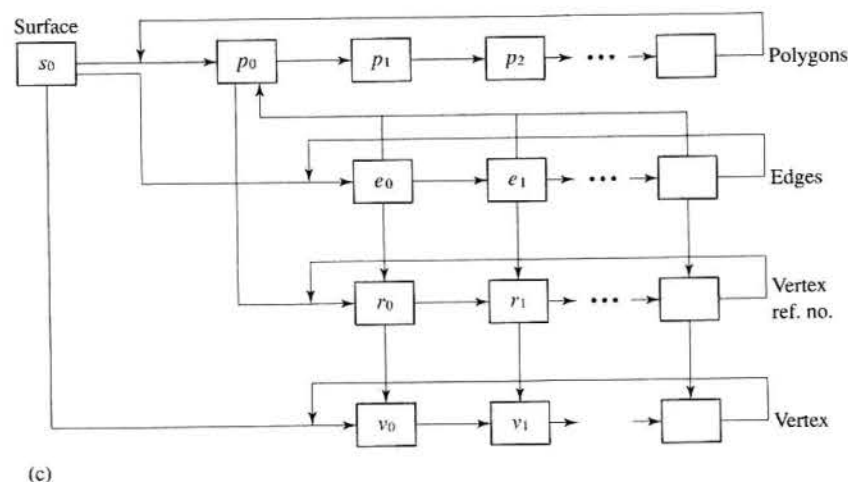 Surface
s0
p0
p1
p2
•••
Polygons
e0
e1
•••
Edges
r0
r1
•••
Vertex
ref. no.
v0
v1
Vertex
(c)